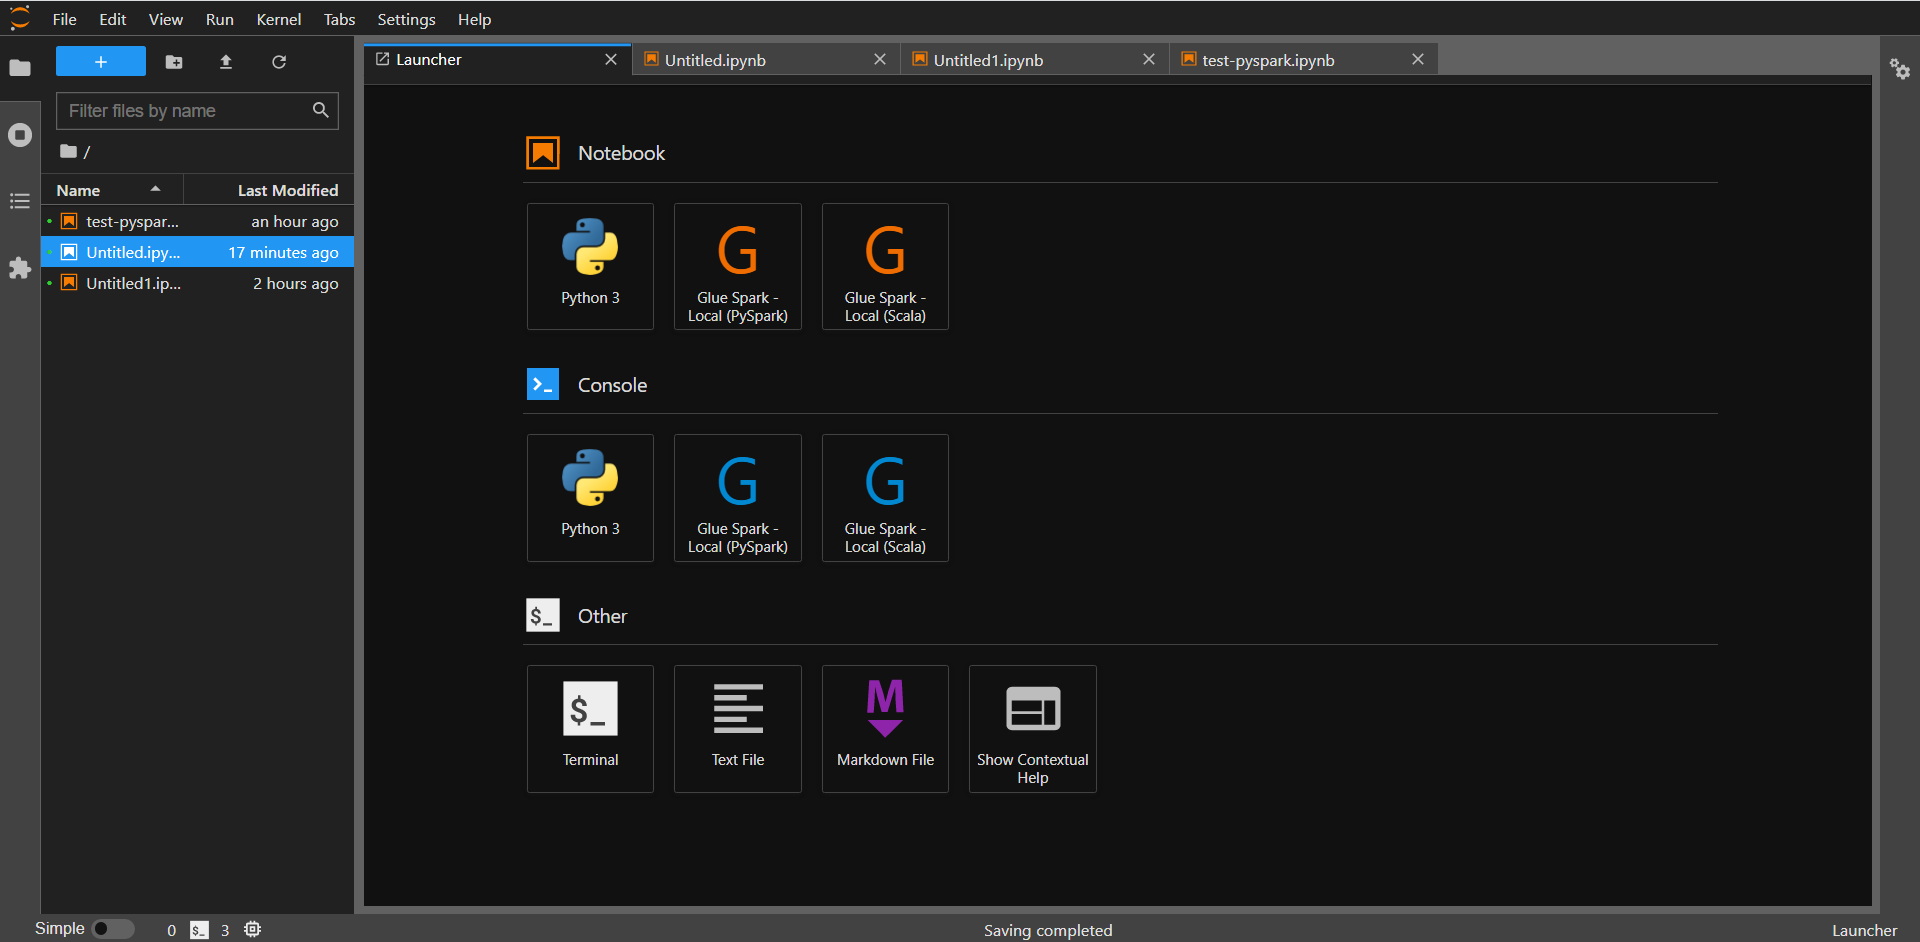 File Edit View Run Kernel Tabs Settings Help
+
Filter files by name
/
Name Last Modified
test-pyspar... an hour ago
Untitled.ipy... 17 minutes ago
Untitled1.ip... 2 hours ago
Launcher Untitled.ipynb Untitled1.ipynb test-pyspark.ipynb
Notebook
G G
Python 3
Glue Spark -
Local (PySpark)
Glue Spark -
Local (Scala)
>_ Console
G G
Python 3
Glue Spark -
Local (PySpark)
Glue Spark -
Local (Scala)
$_ Other
$_ M
Terminal
Text File
Markdown File
Show Contextual
Help
Simple 0 $_ 3 Saving completed Launcher